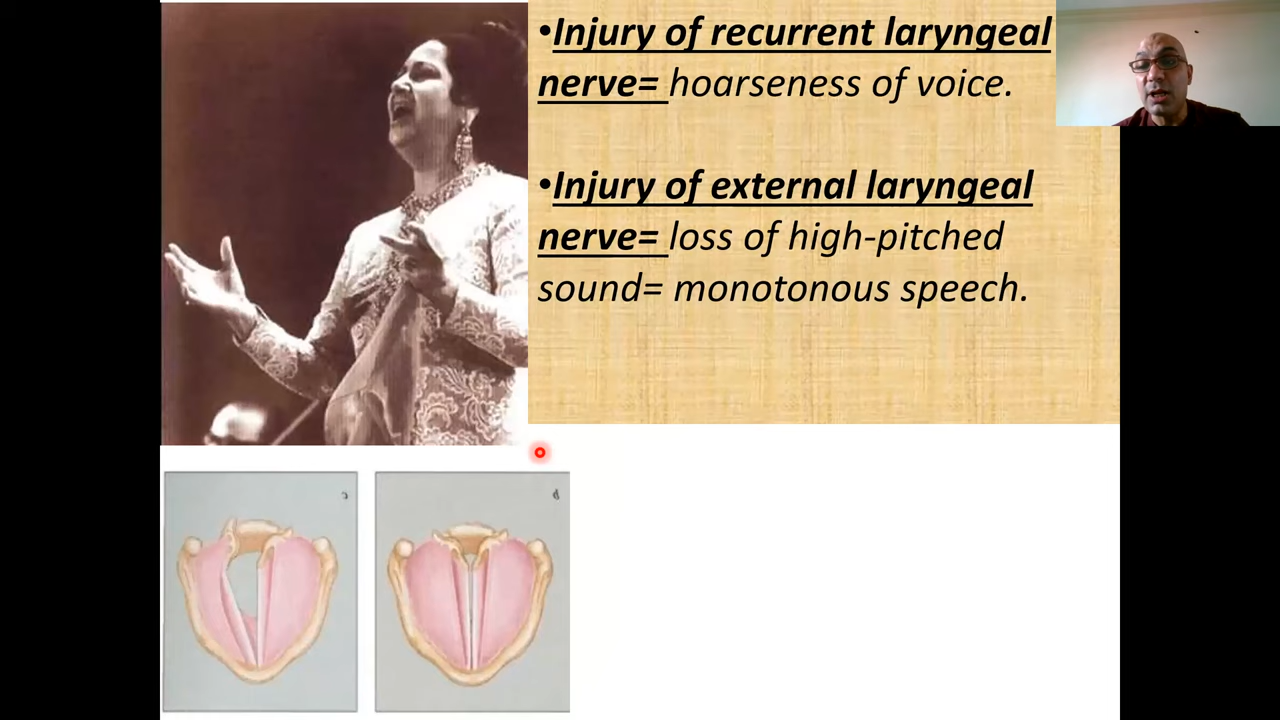 •Injury of recurrent laryngeal
nerve= hoarseness of voice.
•Injury of external laryngeal
nerve= loss of high-pitched
sound= monotonous speech.